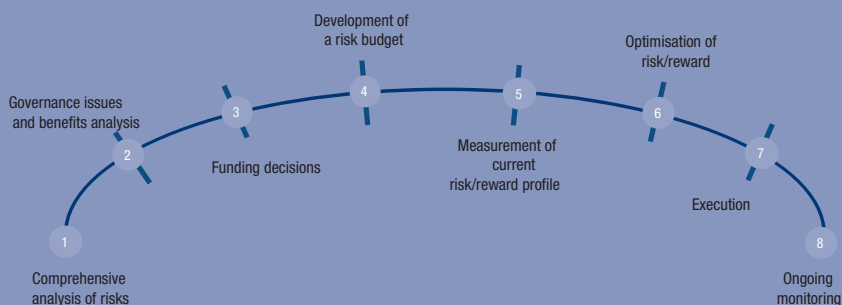 1
Comprehensive
analysis of risks
Governance issues
and benefits analysis
2
3
Funding decisions
Development of
a risk budget
4
5
Measurement of
current
risk/reward profile
Optimisation of
risk/reward
6
7
Execution
8
Ongoing
monitoring